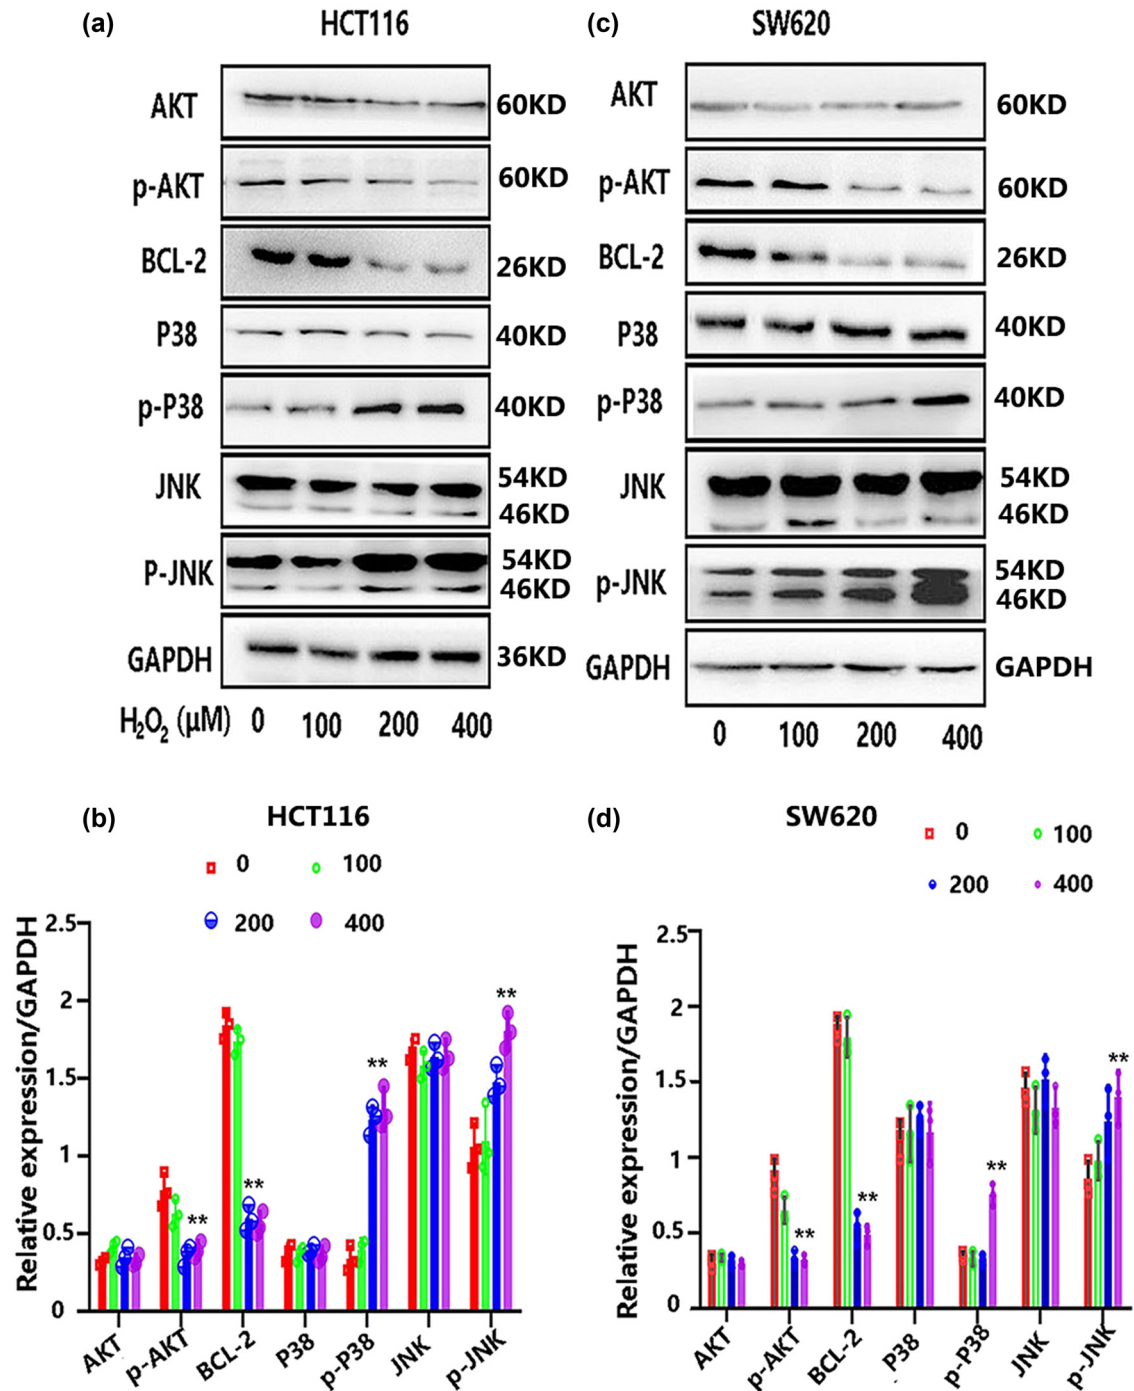 (a) HCT116
AKT 60KD
p-AKT 60KD
BCL-2 26KD
P38 40KD
p-P38 40KD
JNK 54KD
46KD
P-JNK 54KD
46KD
GAPDH 36KD
H₂O₂ (μM) 0 100 200 400
(c) SW620
AKT 60KD
p-AKT 60KD
BCL-2 26KD
P38 40KD
p-P38 40KD
JNK 54KD
46KD
p-JNK 54KD
46KD
GAPDH GAPDH
0 100 200 400
(b) HCT116
0 100
200 400
Relative expression/GAPDH
2.5
2
1.5
1
0.5
0
**
**
**
**
AKT p-AKT BCL-2 P38 p-P38 JNK p-JNK
(d) SW620
0 100
200 400
Relative expression/GAPDH
2.5
2
1.5
1
0.5
0
**
**
**
**
AKT p-AKT BCL-2 P38 p-P38 JNK p-JNK